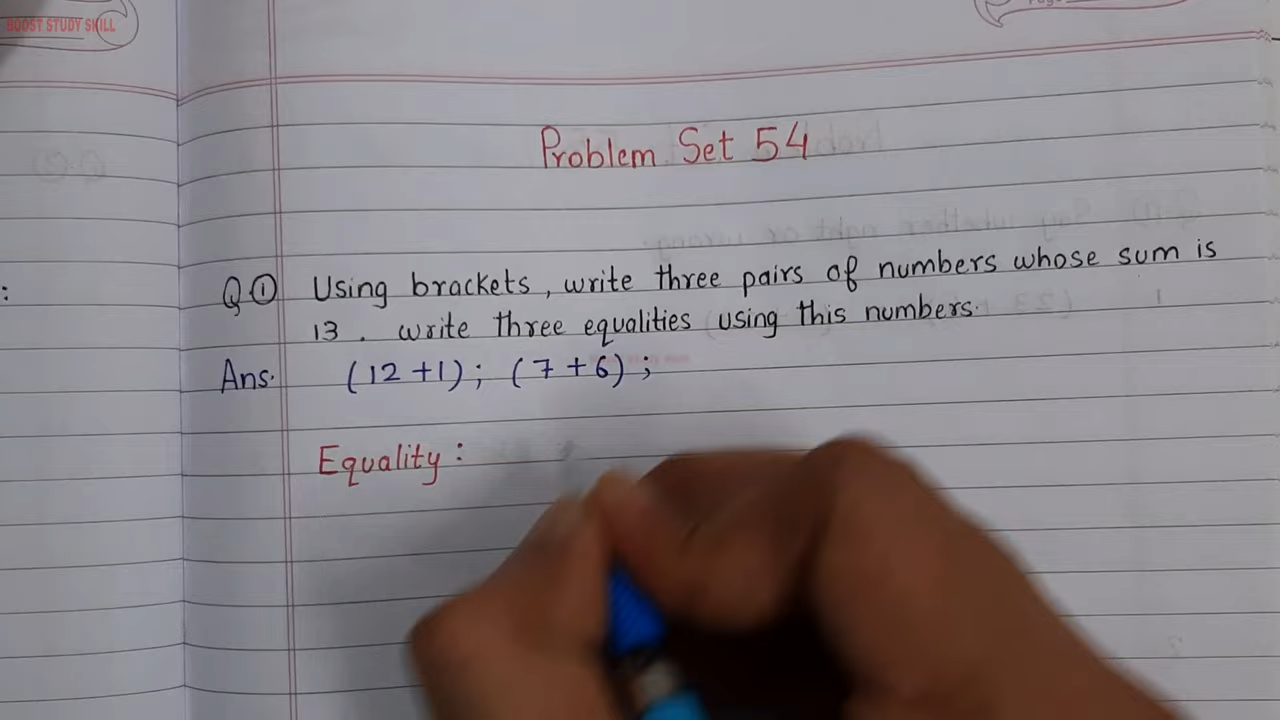 BOOST STUDY SKILL
Problem Set 54
Q① Using brackets, write three pairs of numbers whose sum is
13 . write three equalities using this numbers.
Ans. (12+1); (7+6);
Equality: